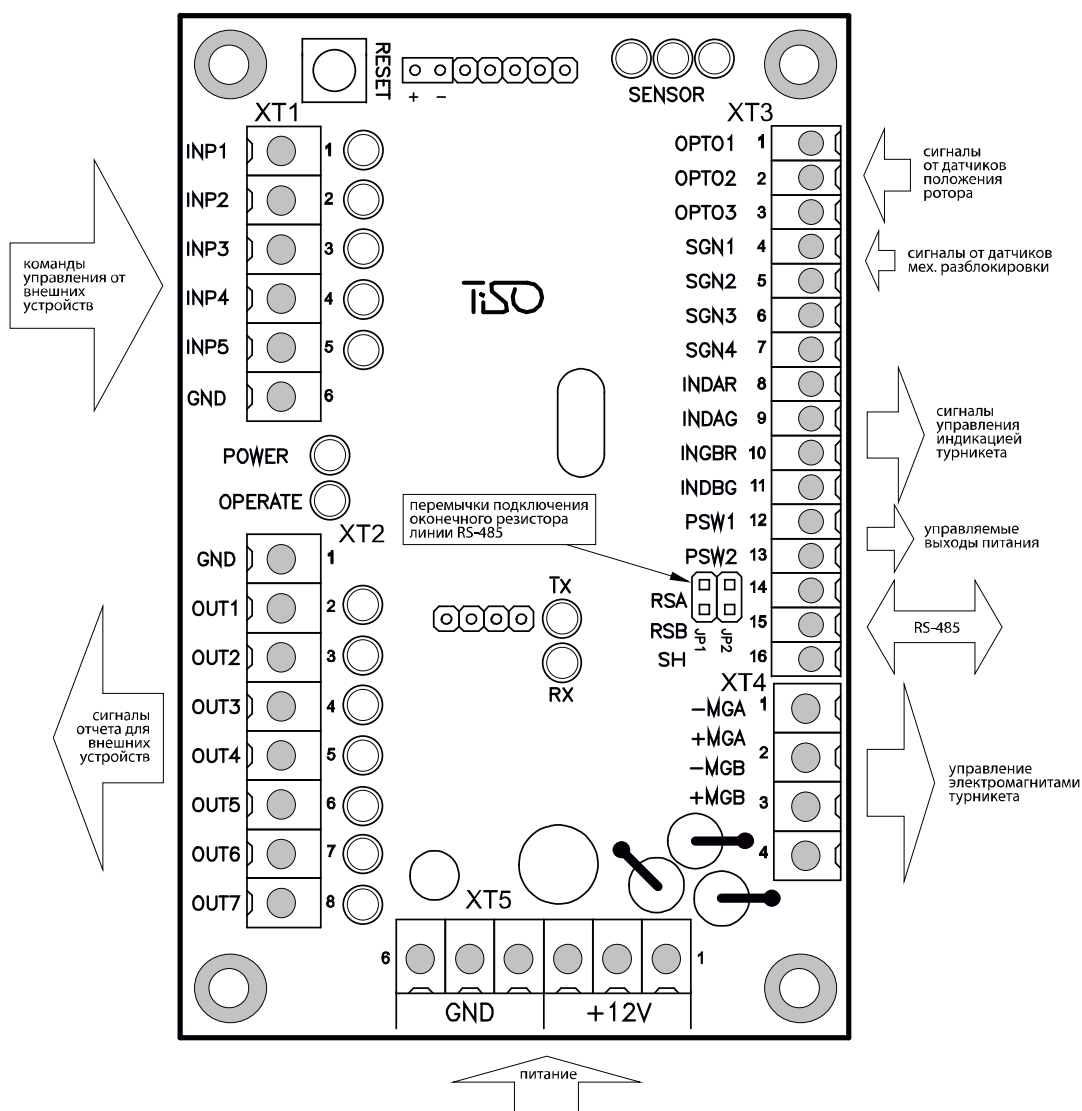 RESET
+ −
SENSOR
XT1
INP1 1
INP2 2
INP3 3
INP4 4
INP5 5
GND 6
команды
управления от
внешних
устройств
TiSO
POWER
OPERATE
XT2
GND 1
OUT1 2
OUT2 3
OUT3 4
OUT4 5
OUT5 6
OUT6 7
OUT7 8
сигналы
отчета для
внешних
устройств
перемычки подключения
оконечного резистора
линии RS-485
TX
RX
XT3
OPTO1 1
OPTO2 2
OPTO3 3
SGN1 4
SGN2 5
SGN3 6
SGN4 7
INDAR 8
INDAG 9
INGBR 10
INDBG 11
PSW1 12
PSW2 13
RSA 14
RSB 15
SH 16
JP1
JP2
сигналы
от датчиков
положения
ротора
сигналы от датчиков
мех. разблокировки
сигналы
управления
индикацией
турникета
управляемые
выходы питания
RS-485
XT4
−MGA 1
+MGA 2
−MGB 3
+MGB 4
управление
электромагнитами
турникета
XT5
6 1
GND +12V
питание